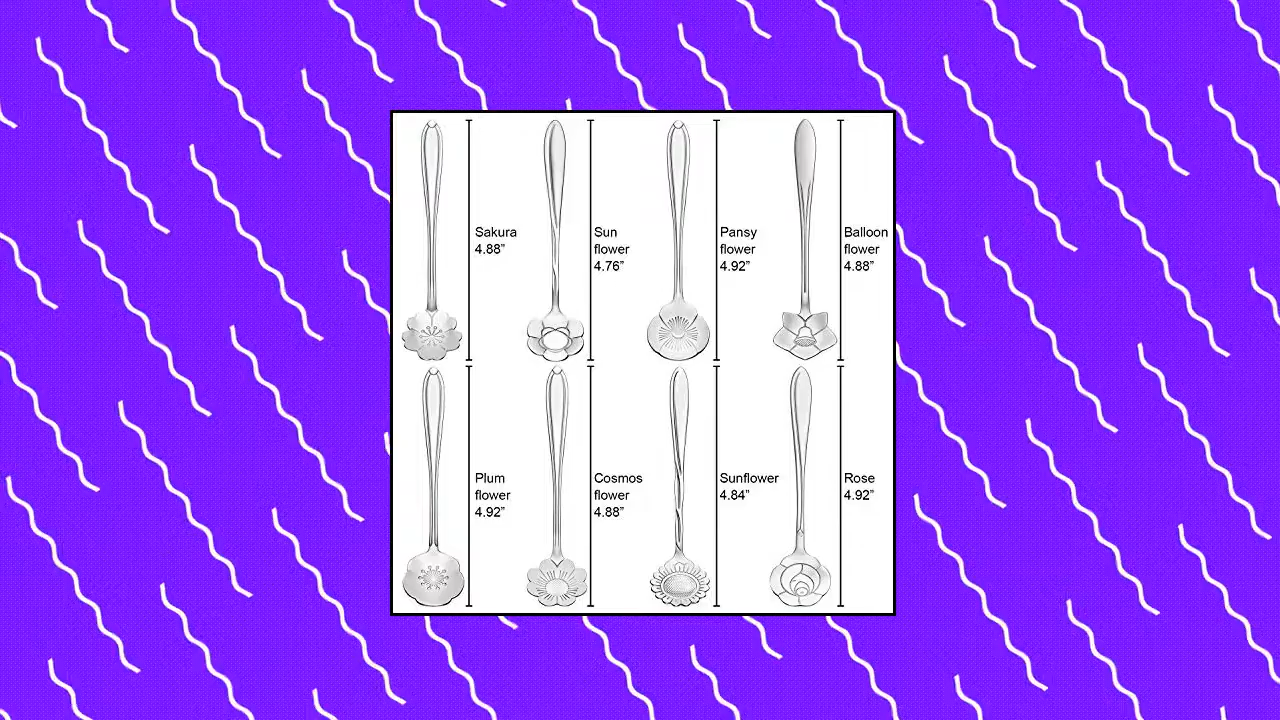 Sakura
4.88”
Sun
flower
4.76”
Pansy
flower
4.92”
Balloon
flower
4.88”
Plum
flower
4.92”
Cosmos
flower
4.88”
Sunflower
4.84”
Rose
4.92”